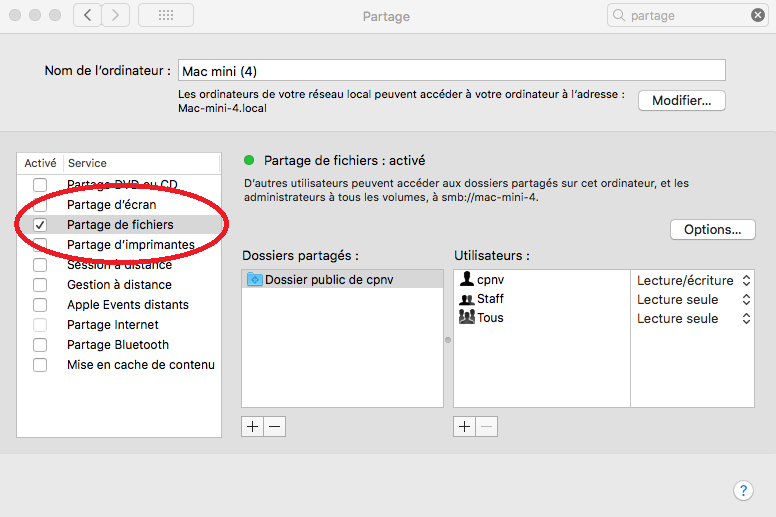 Partage
partage
Nom de l'ordinateur :
Mac mini (4)
Les ordinateurs de votre réseau local peuvent accéder à votre ordinateur à l'adresse :
Mac-mini-4.local
Modifier...
Activé Service
Partage DVD ou CD
Partage d'écran
Partage de fichiers
Partage d'imprimantes
Session à distance
Gestion à distance
Apple Events distants
Partage Internet
Partage Bluetooth
Mise en cache de contenu
Partage de fichiers : activé
D'autres utilisateurs peuvent accéder aux dossiers partagés sur cet ordinateur, et les
administrateurs à tous les volumes, à smb://mac-mini-4.
Options...
Dossiers partagés :
Dossier public de cpnv
Utilisateurs :
cpnv Lecture/écriture
Staff Lecture seule
Tous Lecture seule
+ −
+ −
?